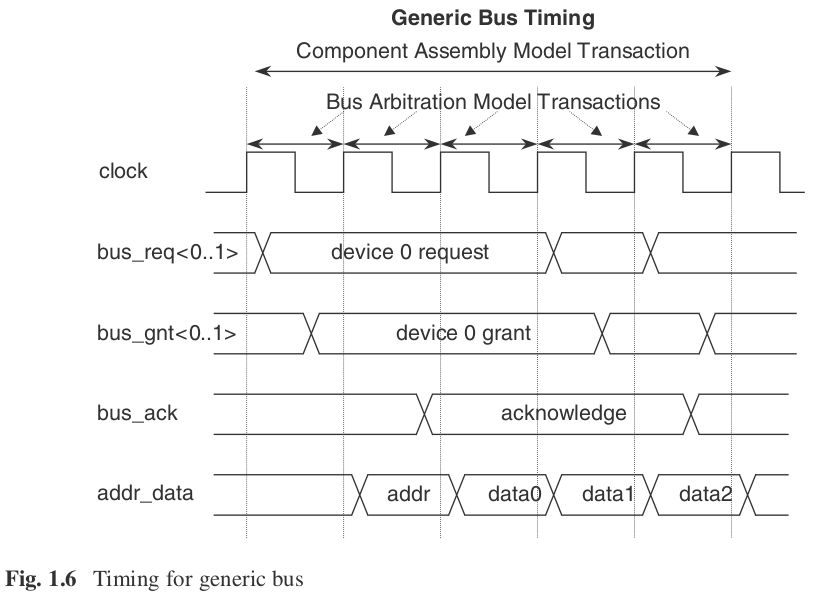 Generic Bus Timing
Component Assembly Model Transaction
Bus Arbitration Model Transactions
clock
bus_req<0..1>
device 0 request
bus_gnt<0..1>
device 0 grant
bus_ack
acknowledge
addr_data
addr
data0
data1
data2
Fig. 1.6 Timing for generic bus